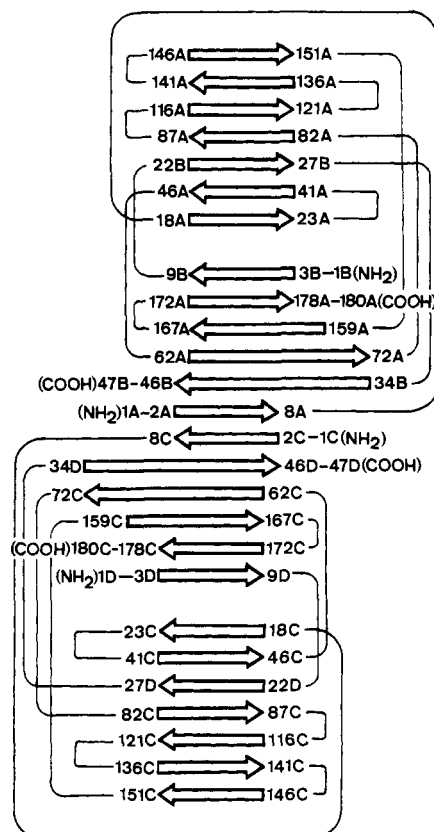 146A 151A
141A 136A
116A 121A
87A 82A
22B 27B
46A 41A
18A 23A
9B 3B-1B(NH₂)
172A 178A-180A(COOH)
167A 159A
62A 72A
(COOH)47B-46B 34B
(NH₂)1A-2A 8A
8C 2C-1C(NH₂)
34D 46D-47D(COOH)
72C 62C
159C 167C
(COOH)180C-178C 172C
(NH₂)1D-3D 9D
23C 18C
41C 46C
27D 22D
82C 87C
121C 116C
136C 141C
151C 146C